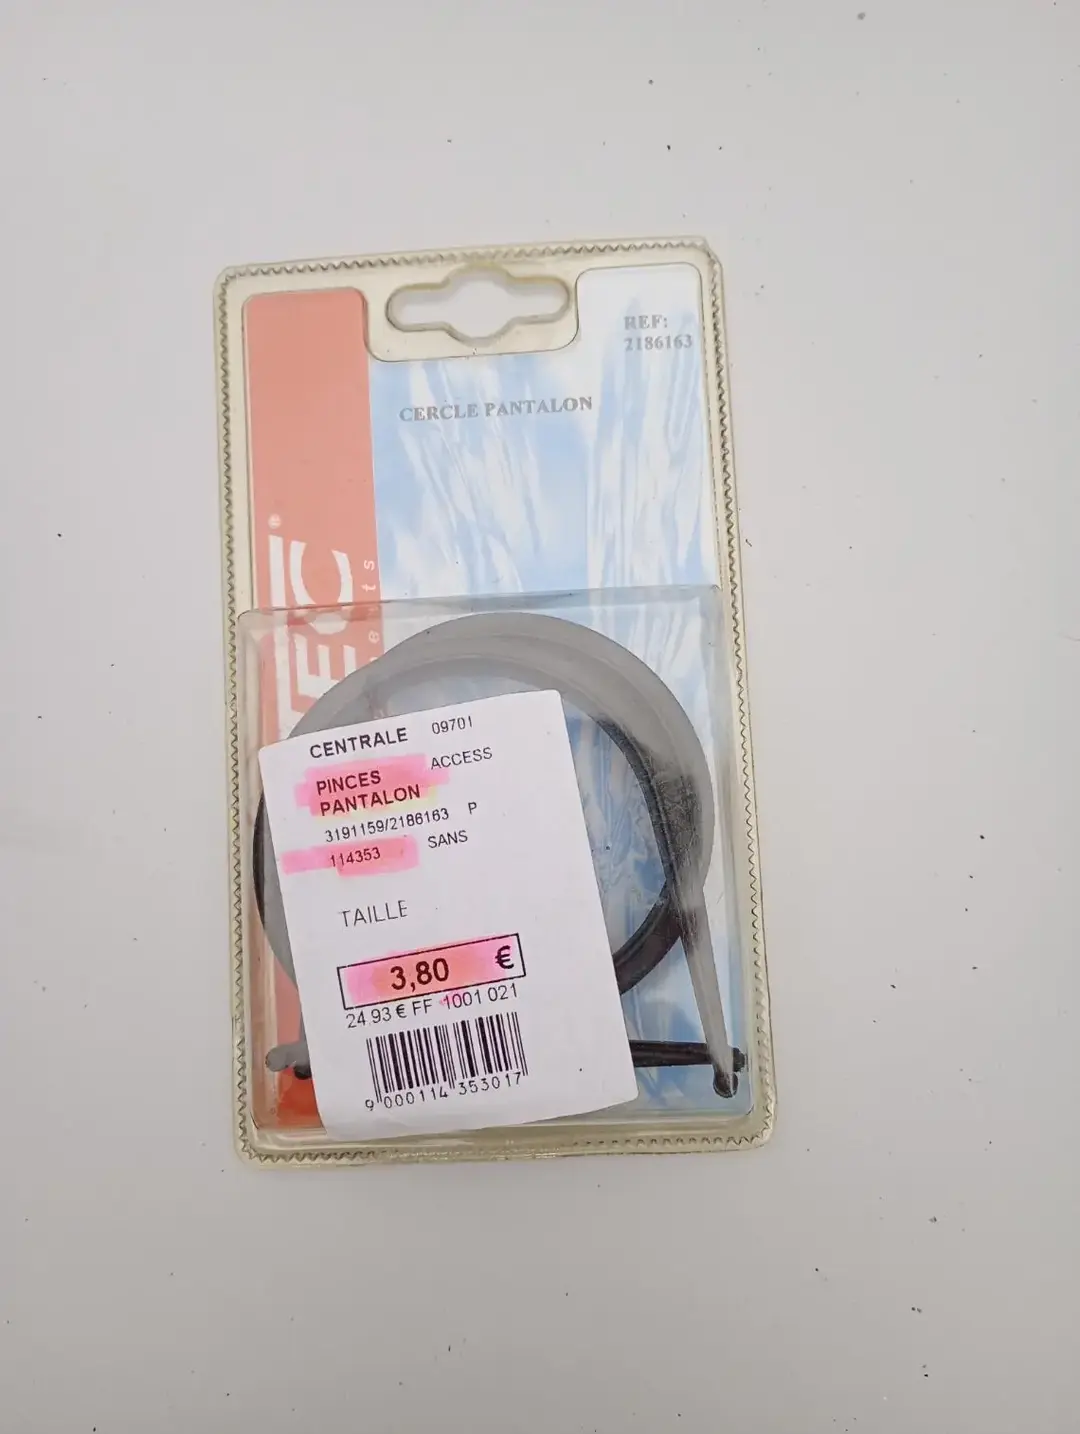 REF:
2186163
CERCLE PANTALON
CENTRALE 09701
PINCES ACCESS
PANTALON
3191159/2186163 P
114353 SANS
TAILLE
3,80 €
24.93 € FF 1001 021
9 000114 353017